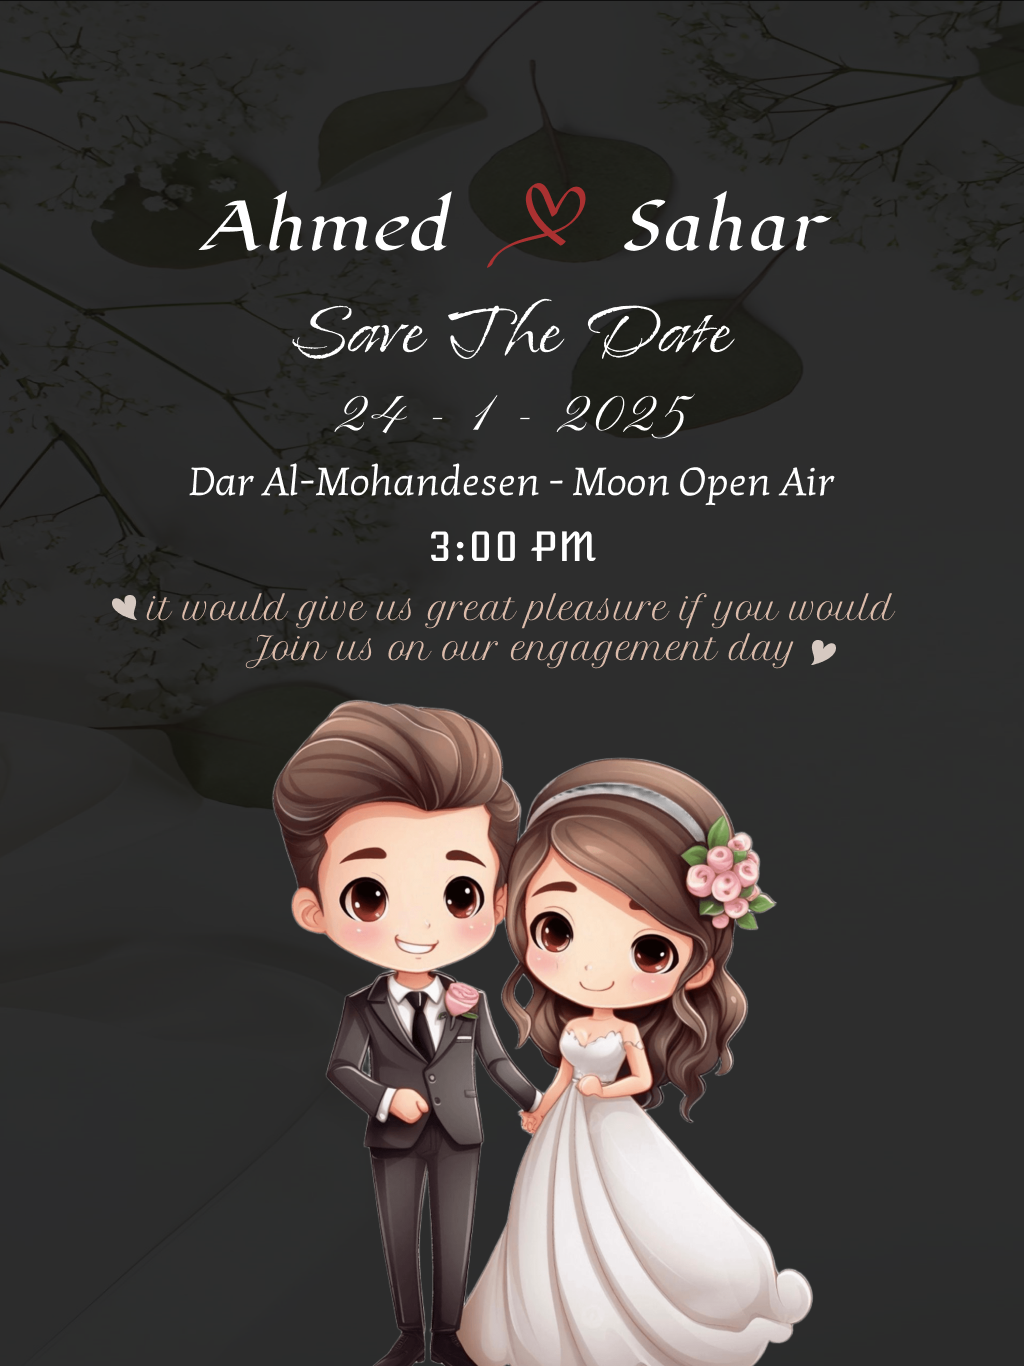 Ahmed Sahar
Save The Date
24 - 1 - 2025
Dar Al-Mohandesen - Moon Open Air
3:00 PM
it would give us great pleasure if you would
Join us on our engagement day